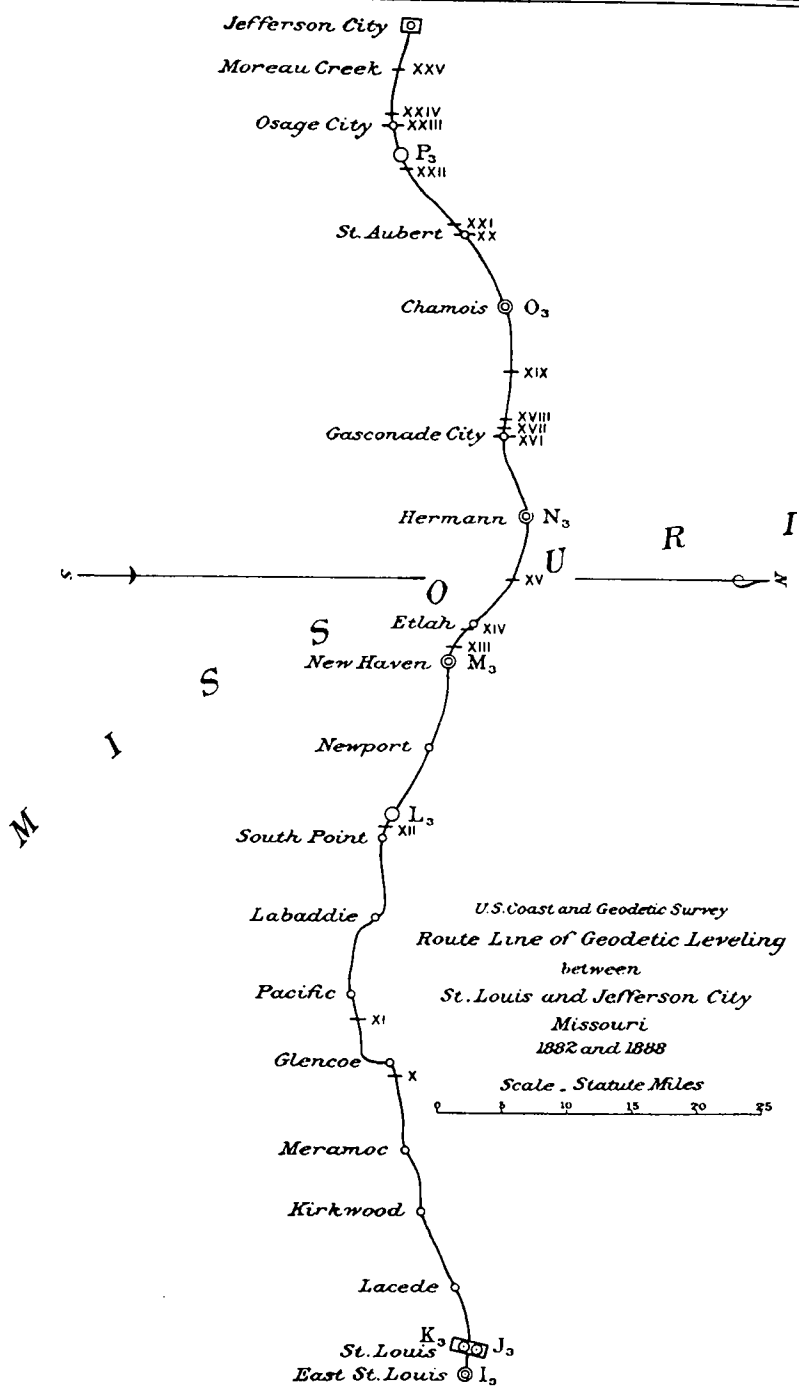 Jefferson City
Moreau Creek XXV
XXIV
Osage City XXIII
P₃
XXII
XXI
St. Aubert XX
Chamois O₃
XIX
XVIII
XVII
Gasconade City XVI
Hermann N₃
MISSOURI
S XV N
Etlah XIV
XIII
New Haven M₃
Newport
L₃
XII
South Point
Labaddie
U.S. Coast and Geodetic Survey
Route Line of Geodetic Leveling
between
St. Louis and Jefferson City
Missouri
1882 and 1888
Scale - Statute Miles
0 5 10 15 20 25
Pacific
XI
Glencoe
X
Meramoc
Kirkwood
Lacede
K₃ J₃
St. Louis
East St. Louis I₃